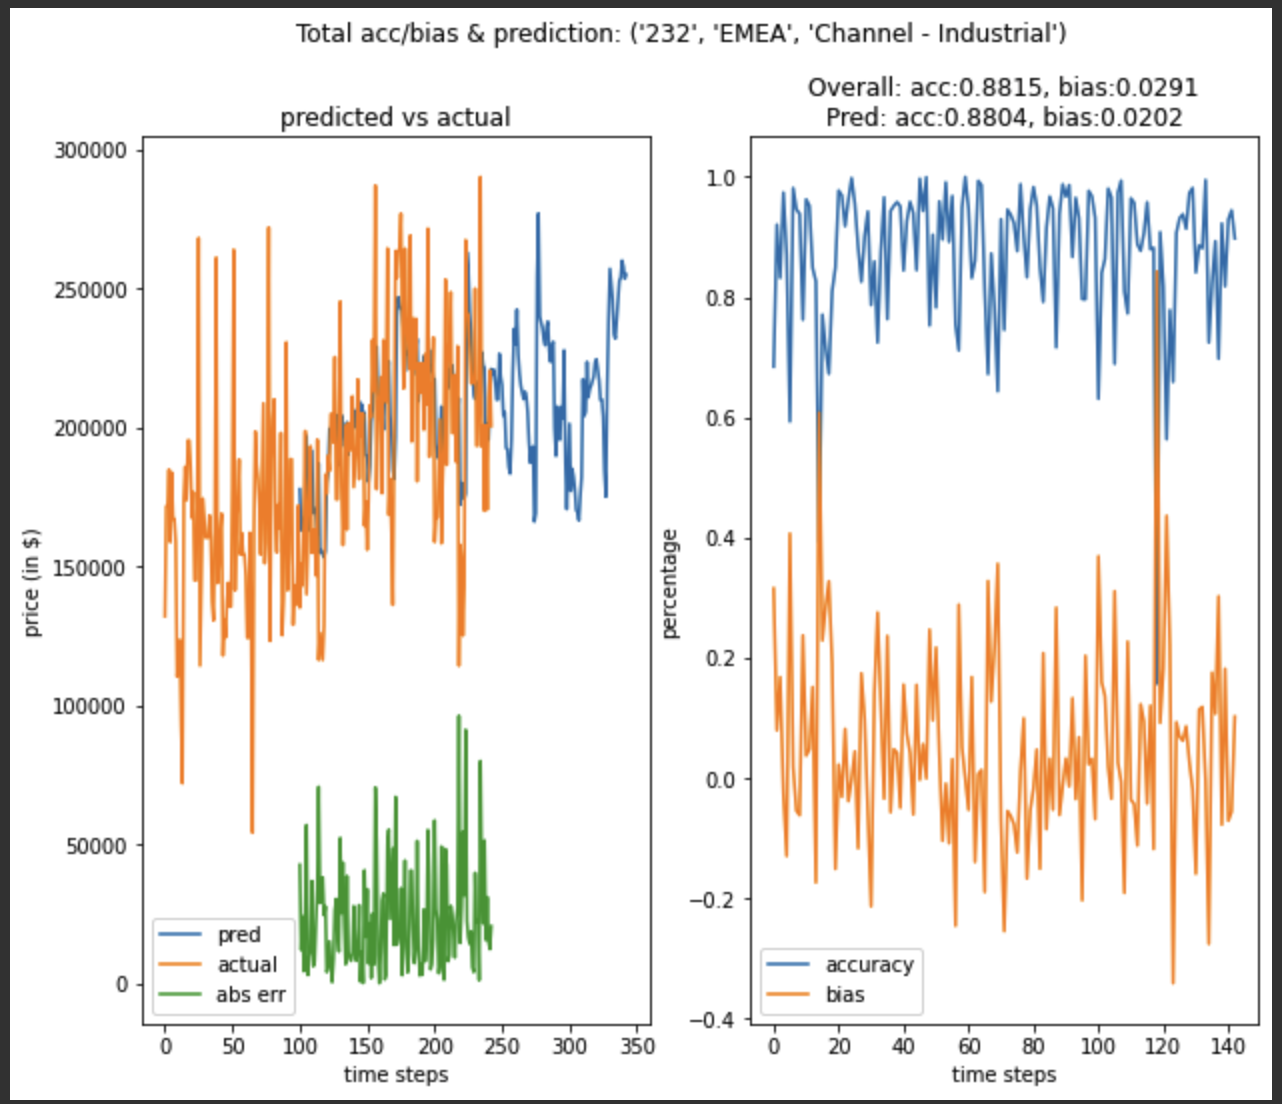 Total acc/bias & prediction: ('232', 'EMEA', 'Channel - Industrial')
predicted vs actual
300000
250000
200000
150000
100000
50000
0
price (in $)
pred
actual
abs err
0 50 100 150 200 250 300 350
time steps
Overall: acc:0.8815, bias:0.0291
Pred: acc:0.8804, bias:0.0202
1.0
0.8
0.6
0.4
0.2
0.0
−0.2
−0.4
percentage
accuracy
bias
0 20 40 60 80 100 120 140
time steps